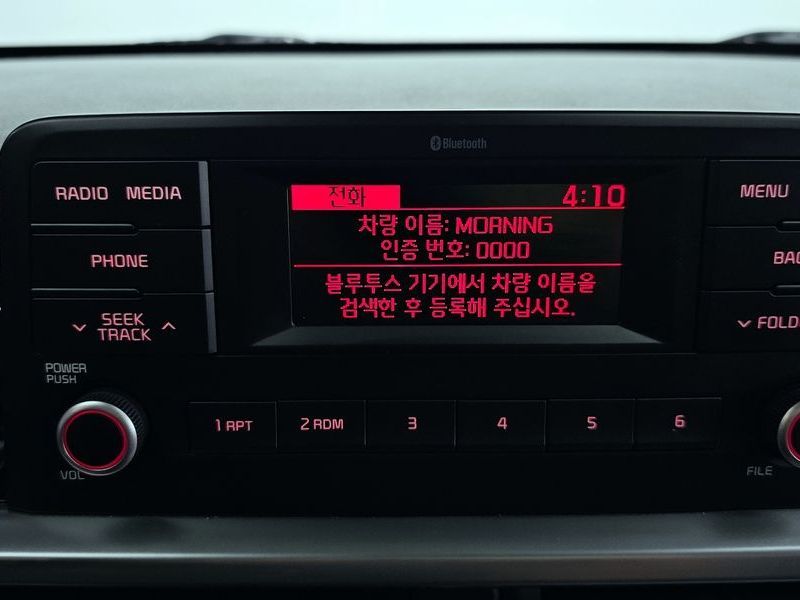 Bluetooth
RADIO MEDIA
PHONE
SEEK
TRACK
POWER
PUSH
VOL
전화 4:10
차량 이름: MORNING
인증 번호: 0000
블루투스 기기에서 차량 이름을
검색한 후 등록해 주십시오.
MENU
1 RPT
2 RDM
3
4
5
6
FILE